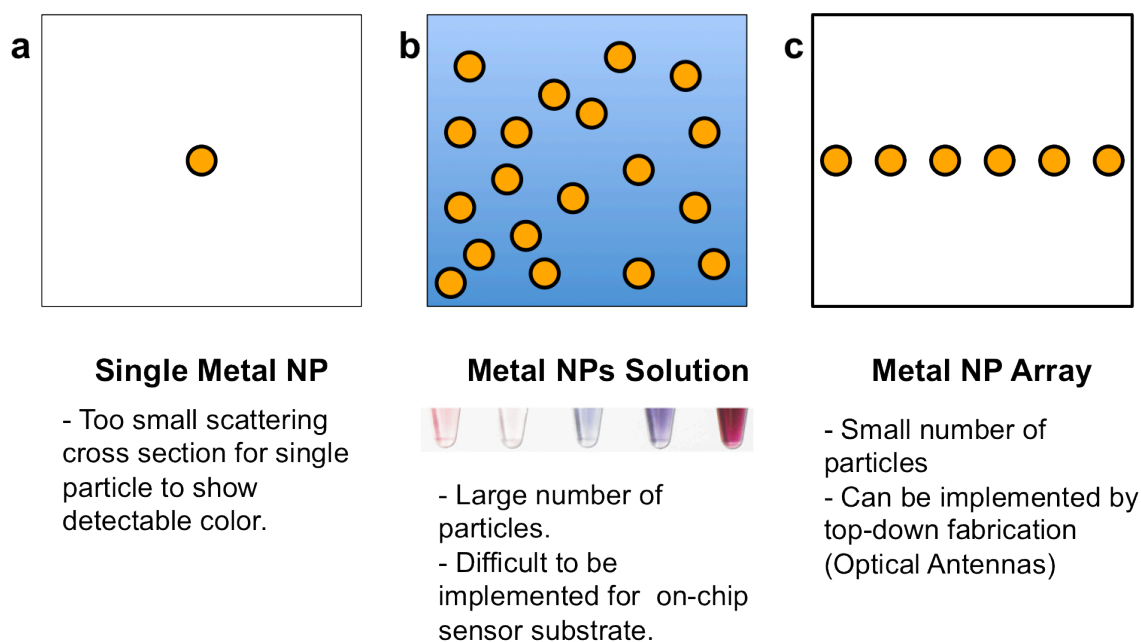 a
b
c
Single Metal NP
- Too small scattering
cross section for single
particle to show
detectable color.
Metal NPs Solution
- Large number of
particles.
- Difficult to be
implemented for on-chip
sensor substrate.
Metal NP Array
- Small number of
particles
- Can be implemented by
top-down fabrication
(Optical Antennas)